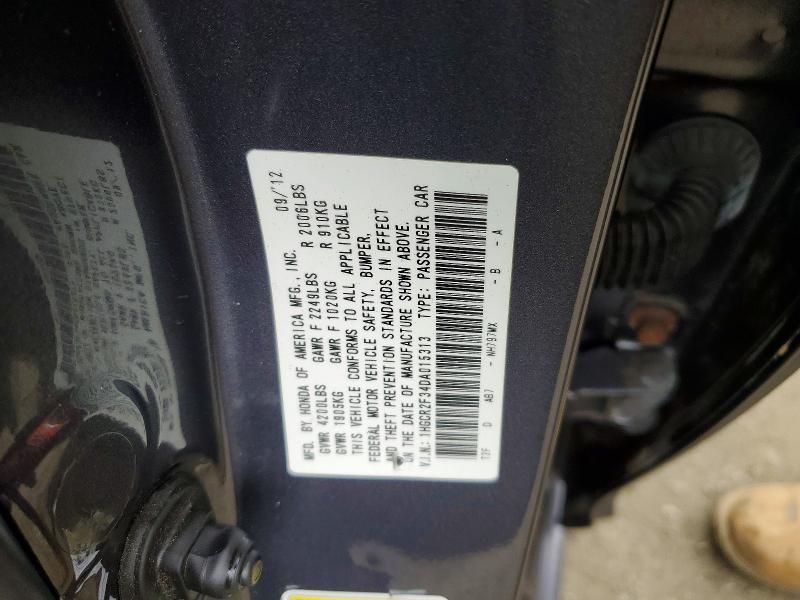 MFD. BY HONDA OF AMERICA MFG., INC. 09/'12
GVWR 4200LBS GAWR F 2249LBS R 2006LBS
GVWR 1905KG GAWR F 1020KG R 910KG
THIS VEHICLE CONFORMS TO ALL APPLICABLE
FEDERAL MOTOR VEHICLE SAFETY, BUMPER,
AND THEFT PREVENTION STANDARDS IN EFFECT
ON THE DATE OF MANUFACTURE SHOWN ABOVE.
V.I.N.: 1HGCR2F34DA015313 TYPE: PASSENGER CAR
T2F D AB7 - NH797MX - B - A